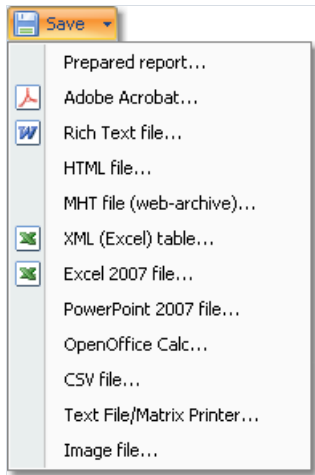 Save
Prepared report...
Adobe Acrobat...
Rich Text file...
HTML file...
MHT file (web-archive)...
XML (Excel) table...
Excel 2007 file...
PowerPoint 2007 file...
OpenOffice Calc...
CSV file...
Text File/Matrix Printer...
Image file...